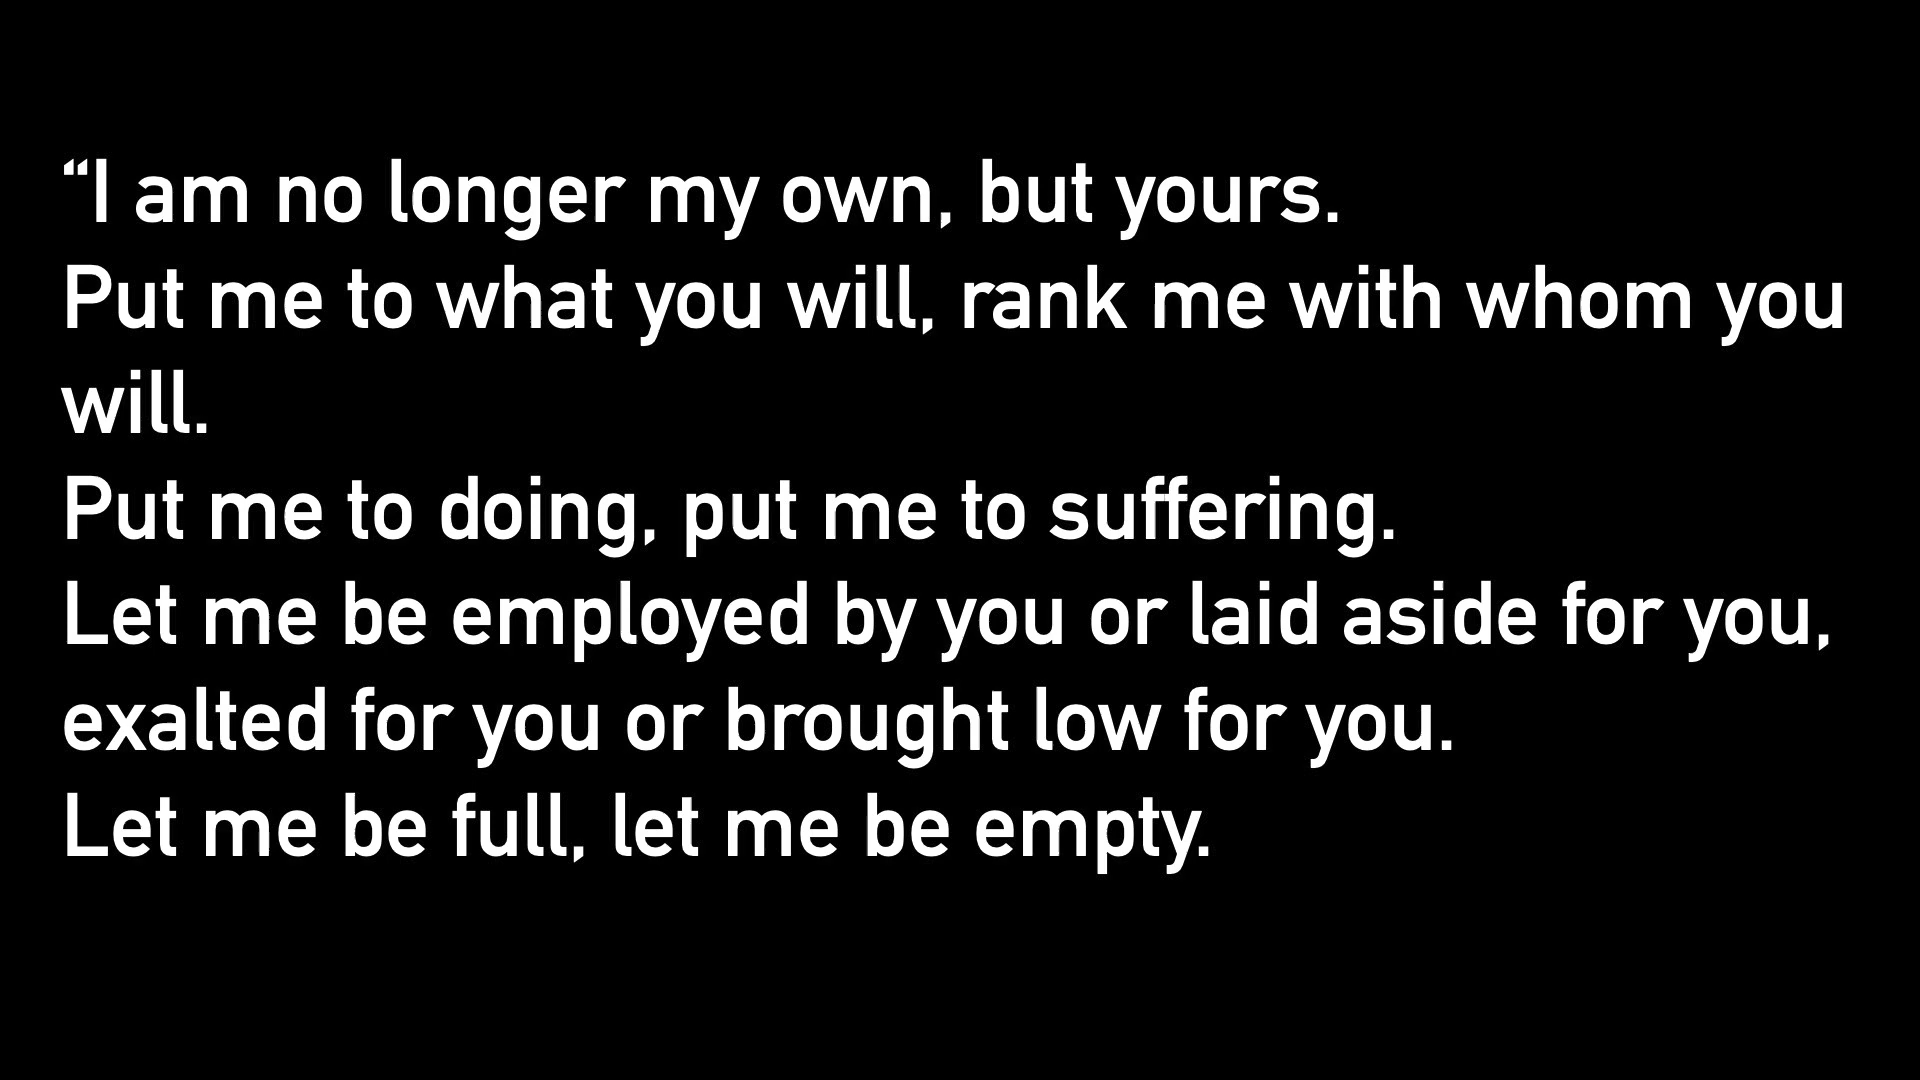 “I am no longer my own, but yours.
Put me to what you will, rank me with whom you
will.
Put me to doing, put me to suffering.
Let me be employed by you or laid aside for you,
exalted for you or brought low for you.
Let me be full, let me be empty.